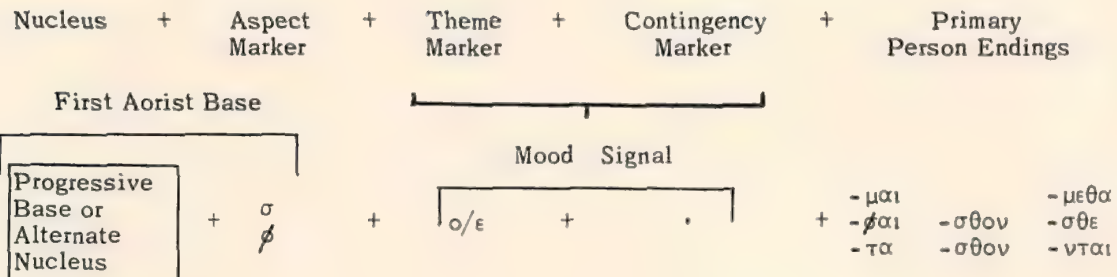 Nucleus + Aspect Marker + Theme Marker + Contingency Marker + Primary Person Endings
First Aorist Base
Mood Signal
Progressive Base or Alternate Nucleus + σ ø + ο/ε + · +
-μαι -μεθα
-øαι -σθον -σθε
-τα -σθον -νται